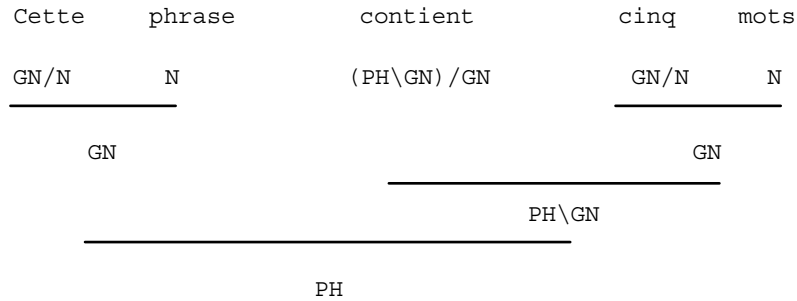 Cette phrase contient cinq mots
GN/N N (PH\GN)/GN GN/N N
GN GN
PH\GN
PH